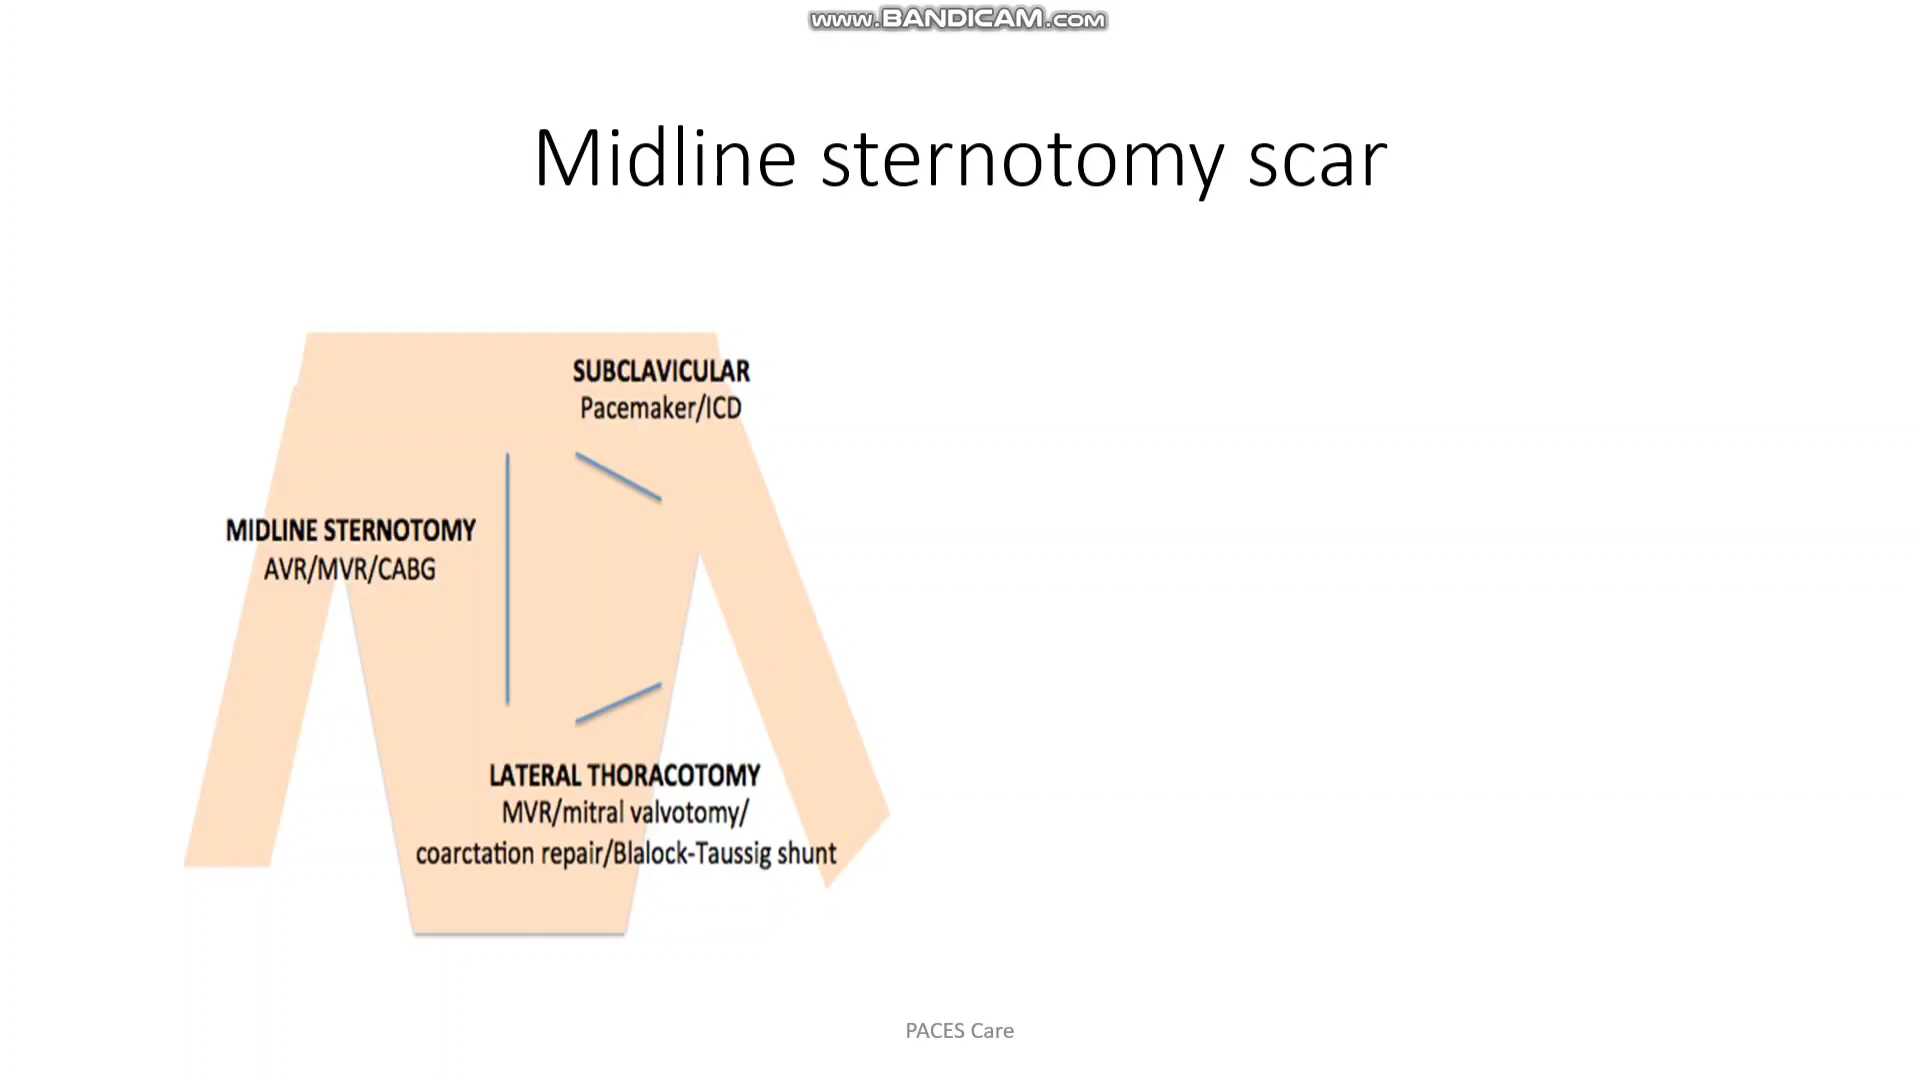 www.BANDICAM.com
Midline sternotomy scar
SUBCLAVICULAR
Pacemaker/ICD
MIDLINE STERNOTOMY
AVR/MVR/CABG
LATERAL THORACOTOMY
MVR/mitral valvotomy/
coarctation repair/Blalock-Taussig shunt
PACES Care